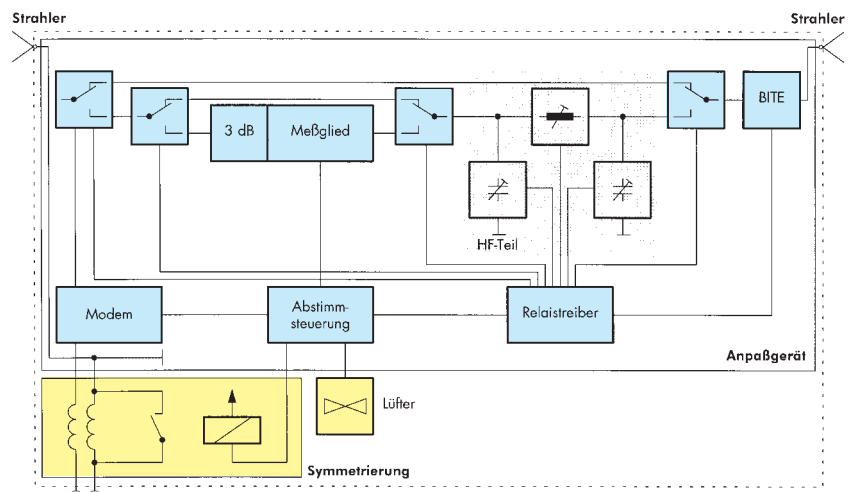 Strahler
Strahler
3 dB
Meßglied
BITE
HF-Teil
Modem
Abstimm-
steuerung
Relaistreiber
Anpaßgerät
Lüfter
Symmetrierung